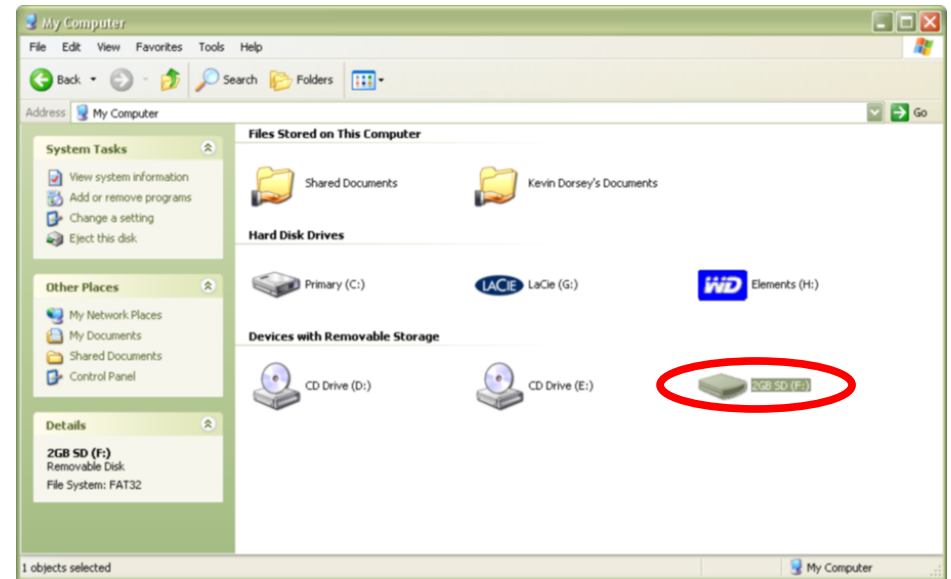 My Computer
File Edit View Favorites Tools Help
Back Search Folders
Address My Computer Go
System Tasks
View system information
Add or remove programs
Change a setting
Eject this disk
Other Places
My Network Places
My Documents
Shared Documents
Control Panel
Details
2GB SD (F:)
Removable Disk
File System: FAT32
Files Stored on This Computer
Shared Documents Kevin Dorsey's Documents
Hard Disk Drives
Primary (C:) LACIE LaCie (G:) WD Elements (H:)
Devices with Removable Storage
CD Drive (D:) CD Drive (E:) 2GB SD (F:)
1 objects selected My Computer